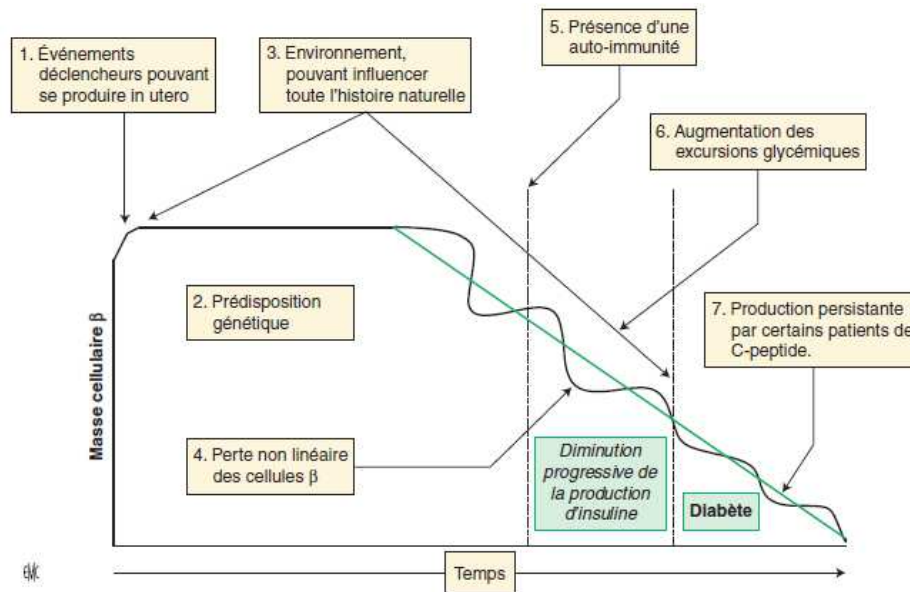 1. Événements
déclencheurs pouvant
se produire in utero
3. Environnement,
pouvant influencer
toute l'histoire naturelle
5. Présence d'une
auto-immunité
6. Augmentation des
excursions glycémiques
2. Prédisposition
génétique
7. Production persistante
par certains patients de
C-peptide.
Masse cellulaire β
4. Perte non linéaire
des cellules β
Diminution
progressive de
la production
d'insuline
Diabète
EMC
Temps